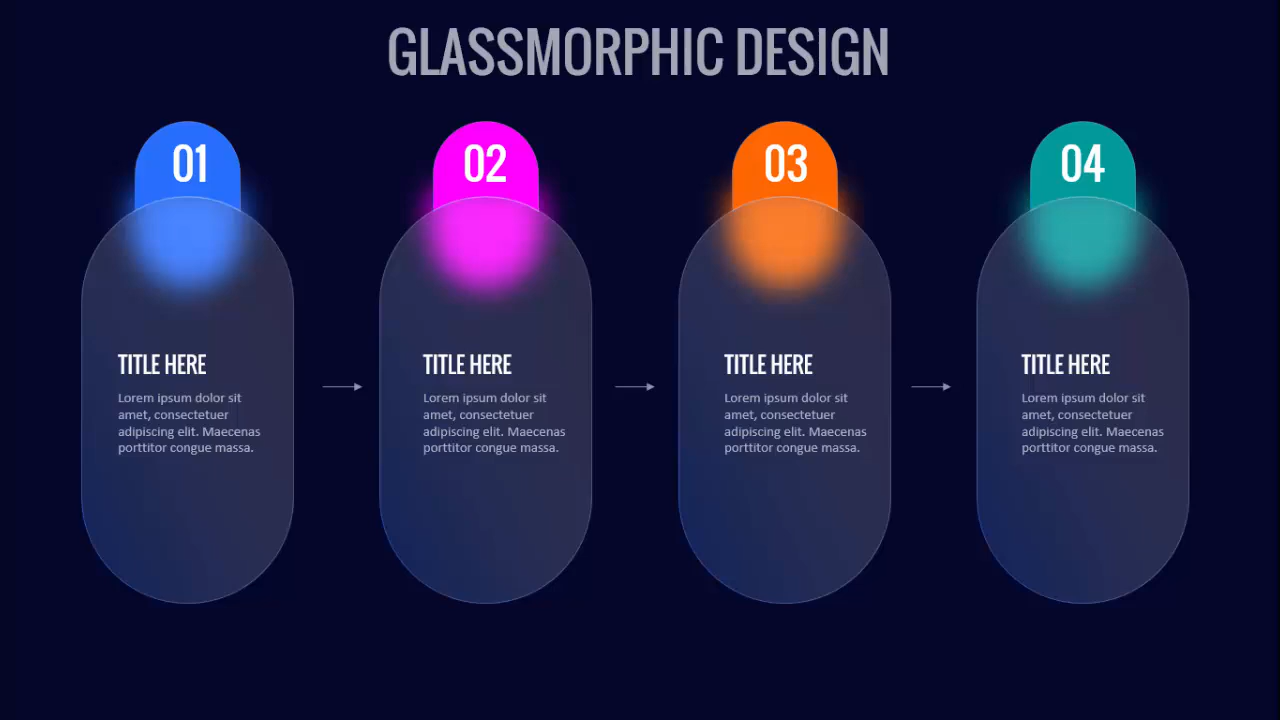 GLASSMORPHIC DESIGN
01
02
03
04
TITLE HERE
Lorem ipsum dolor sit
amet, consectetuer
adipiscing elit. Maecenas
porttitor congue massa.
TITLE HERE
Lorem ipsum dolor sit
amet, consectetuer
adipiscing elit. Maecenas
porttitor congue massa.
TITLE HERE
Lorem ipsum dolor sit
amet, consectetuer
adipiscing elit. Maecenas
porttitor congue massa.
TITLE HERE
Lorem ipsum dolor sit
amet, consectetuer
adipiscing elit. Maecenas
porttitor congue massa.